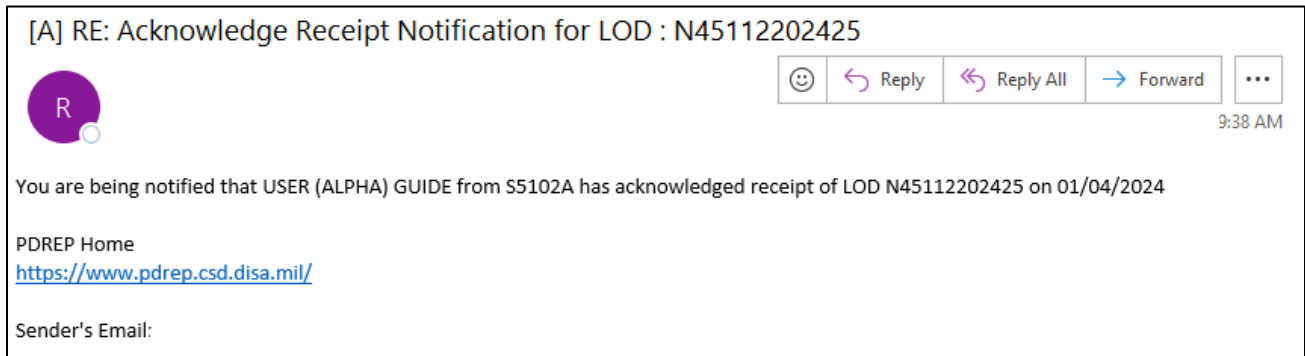 [A] RE: Acknowledge Receipt Notification for LOD : N45112202425
R
Reply
Reply All
Forward
9:38 AM
You are being notified that USER (ALPHA) GUIDE from S5102A has acknowledged receipt of LOD N45112202425 on 01/04/2024
PDREP Home
https://www.pdrep.csd.disa.mil/
Sender's Email: